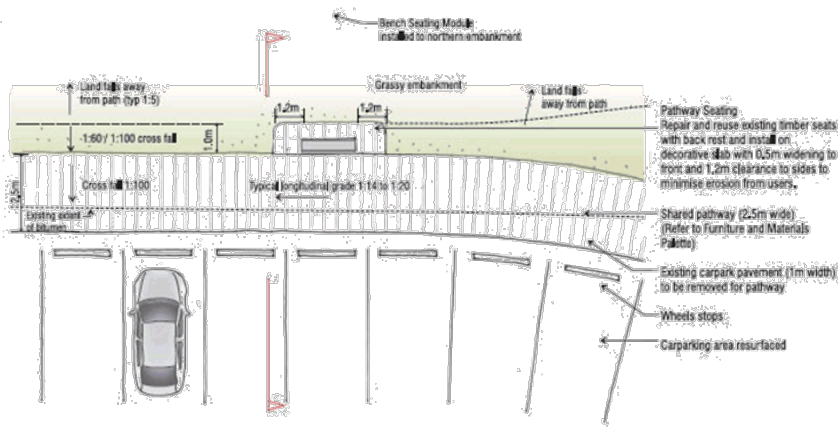 Bench Seating Module
installed to northern embankment
Land falls away
from path (typ 1:5)
Grassy embankment
Land falls
away from path
1.2m
1.2m
1:60 / 1:100 cross fall
1.0m
Pathway Seating
Repair and reuse existing timber seats
with back rest and install on
decorative slab with 0.5m widening to
front and 1.2m clearance to sides to
minimise erosion from users.
Cross fall 1:100
Typical longitudinal grade 1:14 to 1:20
2.5m
Existing extent
of bitumen
Shared pathway (2.5m wide)
(Refer to Furniture and Materials
Palette)
Existing carpark pavement (1m width)
to be removed for pathway
Wheels stops
Carparking area resurfaced